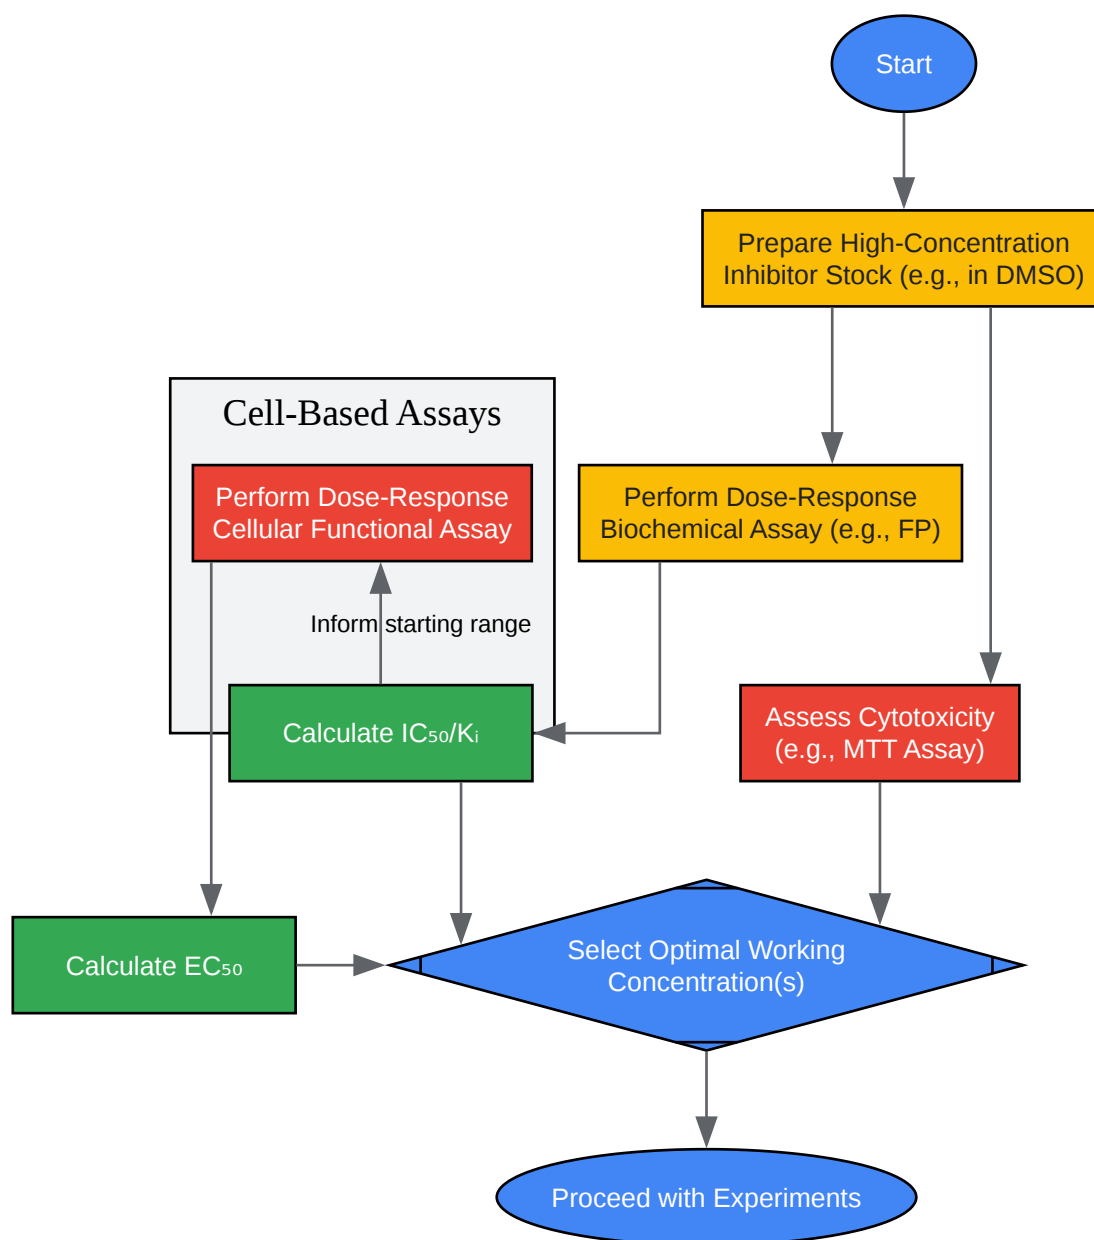 Start
Prepare High-Concentration
Inhibitor Stock (e.g., in DMSO)
Cell-Based Assays
Perform Dose-Response
Cellular Functional Assay
Perform Dose-Response
Biochemical Assay (e.g., FP)
Inform starting range
Calculate IC₅₀/Kᵢ
Assess Cytotoxicity
(e.g., MTT Assay)
Calculate EC₅₀
Select Optimal Working
Concentration(s)
Proceed with Experiments